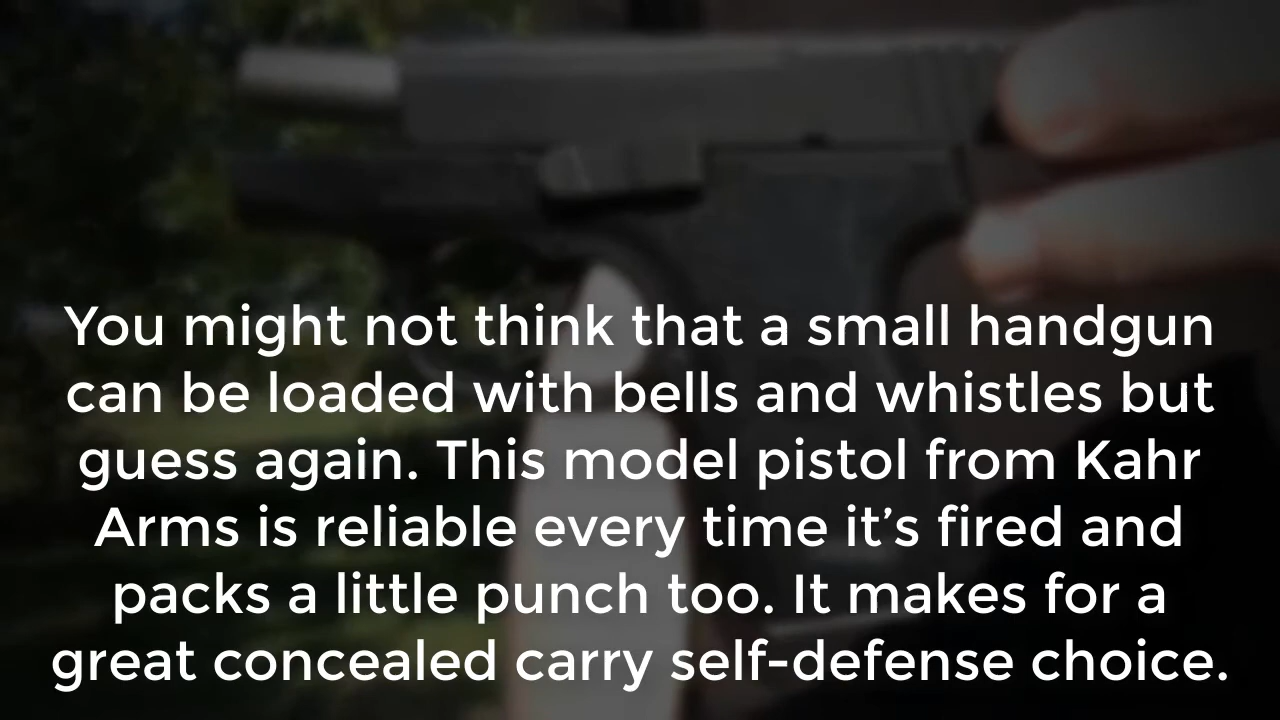 You might not think that a small handgun
can be loaded with bells and whistles but
guess again. This model pistol from Kahr
Arms is reliable every time it’s fired and
packs a little punch too. It makes for a
great concealed carry self-defense choice.